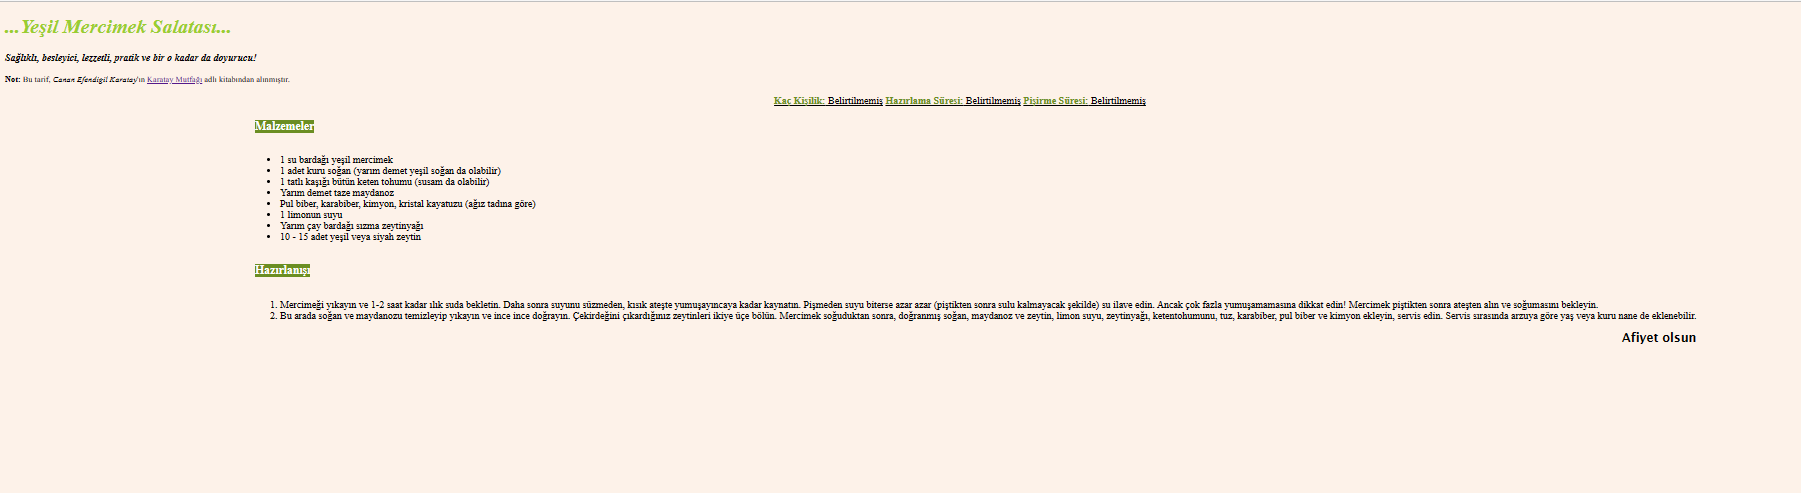 ...Yeşil Mercimek Salatası...
Sağlıklı, besleyici, lezzetli, pratik ve bir o kadar da doyurucu!
Not: Bu tarif, Canan Efendigil Karatay'ın Karatay Mutfağı adlı kitabından alınmıştır.
Kaç Kişilik: Belirtilmemiş Hazırlama Süresi: Belirtilmemiş Pişirme Süresi: Belirtilmemiş
Malzemeler
• 1 su bardağı yeşil mercimek
• 1 adet kuru soğan (yarım demet yeşil soğan da olabilir)
• 1 tatlı kaşığı bütün keten tohumu (susam da olabilir)
• Yarım demet taze maydanoz
• Pul biber, karabiber, kimyon, kristal kayatuzu (ağız tadına göre)
• 1 limonun suyu
• Yarım çay bardağı sızma zeytinyağı
• 10 - 15 adet yeşil veya siyah zeytin
Hazırlanışı
1. Mercimeği yıkayın ve 1-2 saat kadar ılık suda bekletin. Daha sonra suyunu süzmeden, kısık ateşte yumuşayıncaya kadar kaynatın. Pişmeden suyu biterse azar azar (piştikten sonra sulu kalmayacak şekilde) su ilave edin. Ancak çok fazla yumuşamamasına dikkat edin! Mercimek piştikten sonra ateşten alın ve soğumasını bekleyin.
2. Bu arada soğan ve maydanozu temizleyip yıkayın ve ince ince doğrayın. Çekirdeğini çıkardığınız zeytinleri ikiye üçe bölün. Mercimek soğuduktan sonra, doğranmış soğan, maydanoz ve zeytin, limon suyu, zeytinyağı, ketentohumunu, tuz, karabiber, pul biber ve kimyon ekleyin, servis edin. Servis sırasında arzuya göre yaş veya kuru nane de eklenebilir.
Afiyet olsun